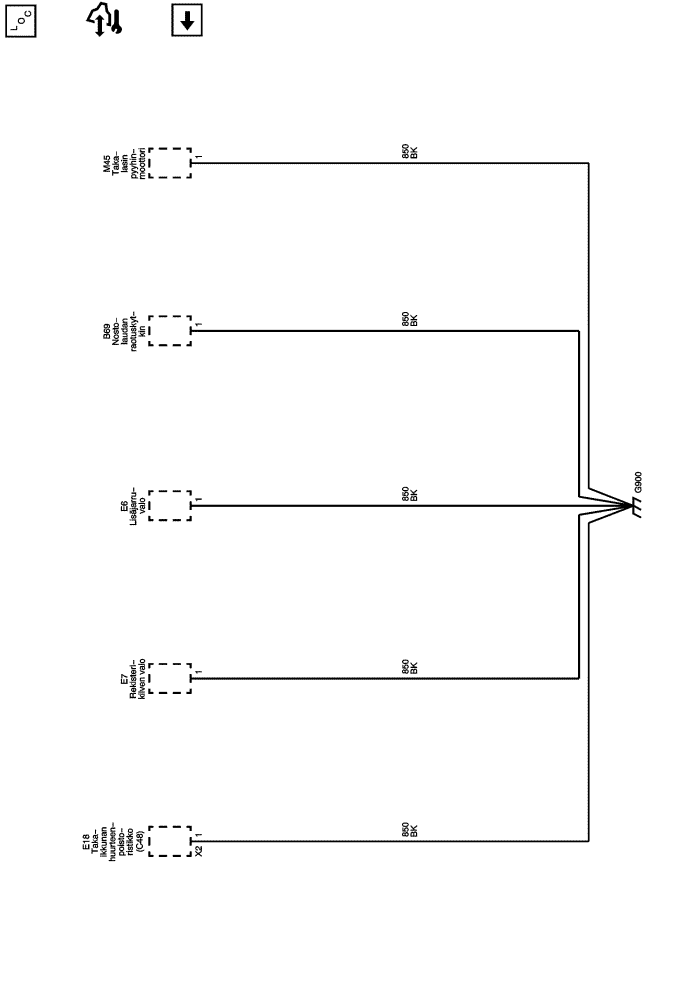 LOC
M45
Taka–
lasin
pyyhin–
moottori
1
850
BK
B69
Nosto–
laudan
raotuskyt–
kin
1
850
BK
E6
Lisäjarru–
valo
1
850
BK
G900
E7
Rekisteri–
kilven valo
1
850
BK
E18
Taka–
ikkunan
huurteen–
poisto–
ristikko
(C48)
1
X2
850
BK